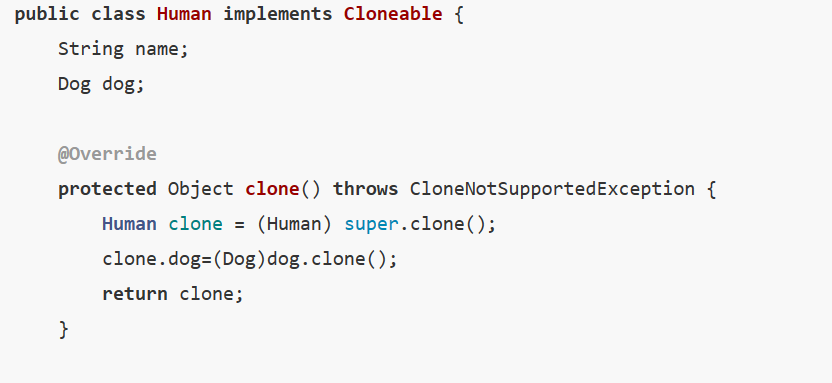 public class Human implements Cloneable {
    String name;
    Dog dog;

    @Override
    protected Object clone() throws CloneNotSupportedException {
        Human clone = (Human) super.clone();
        clone.dog=(Dog)dog.clone();
        return clone;
    }